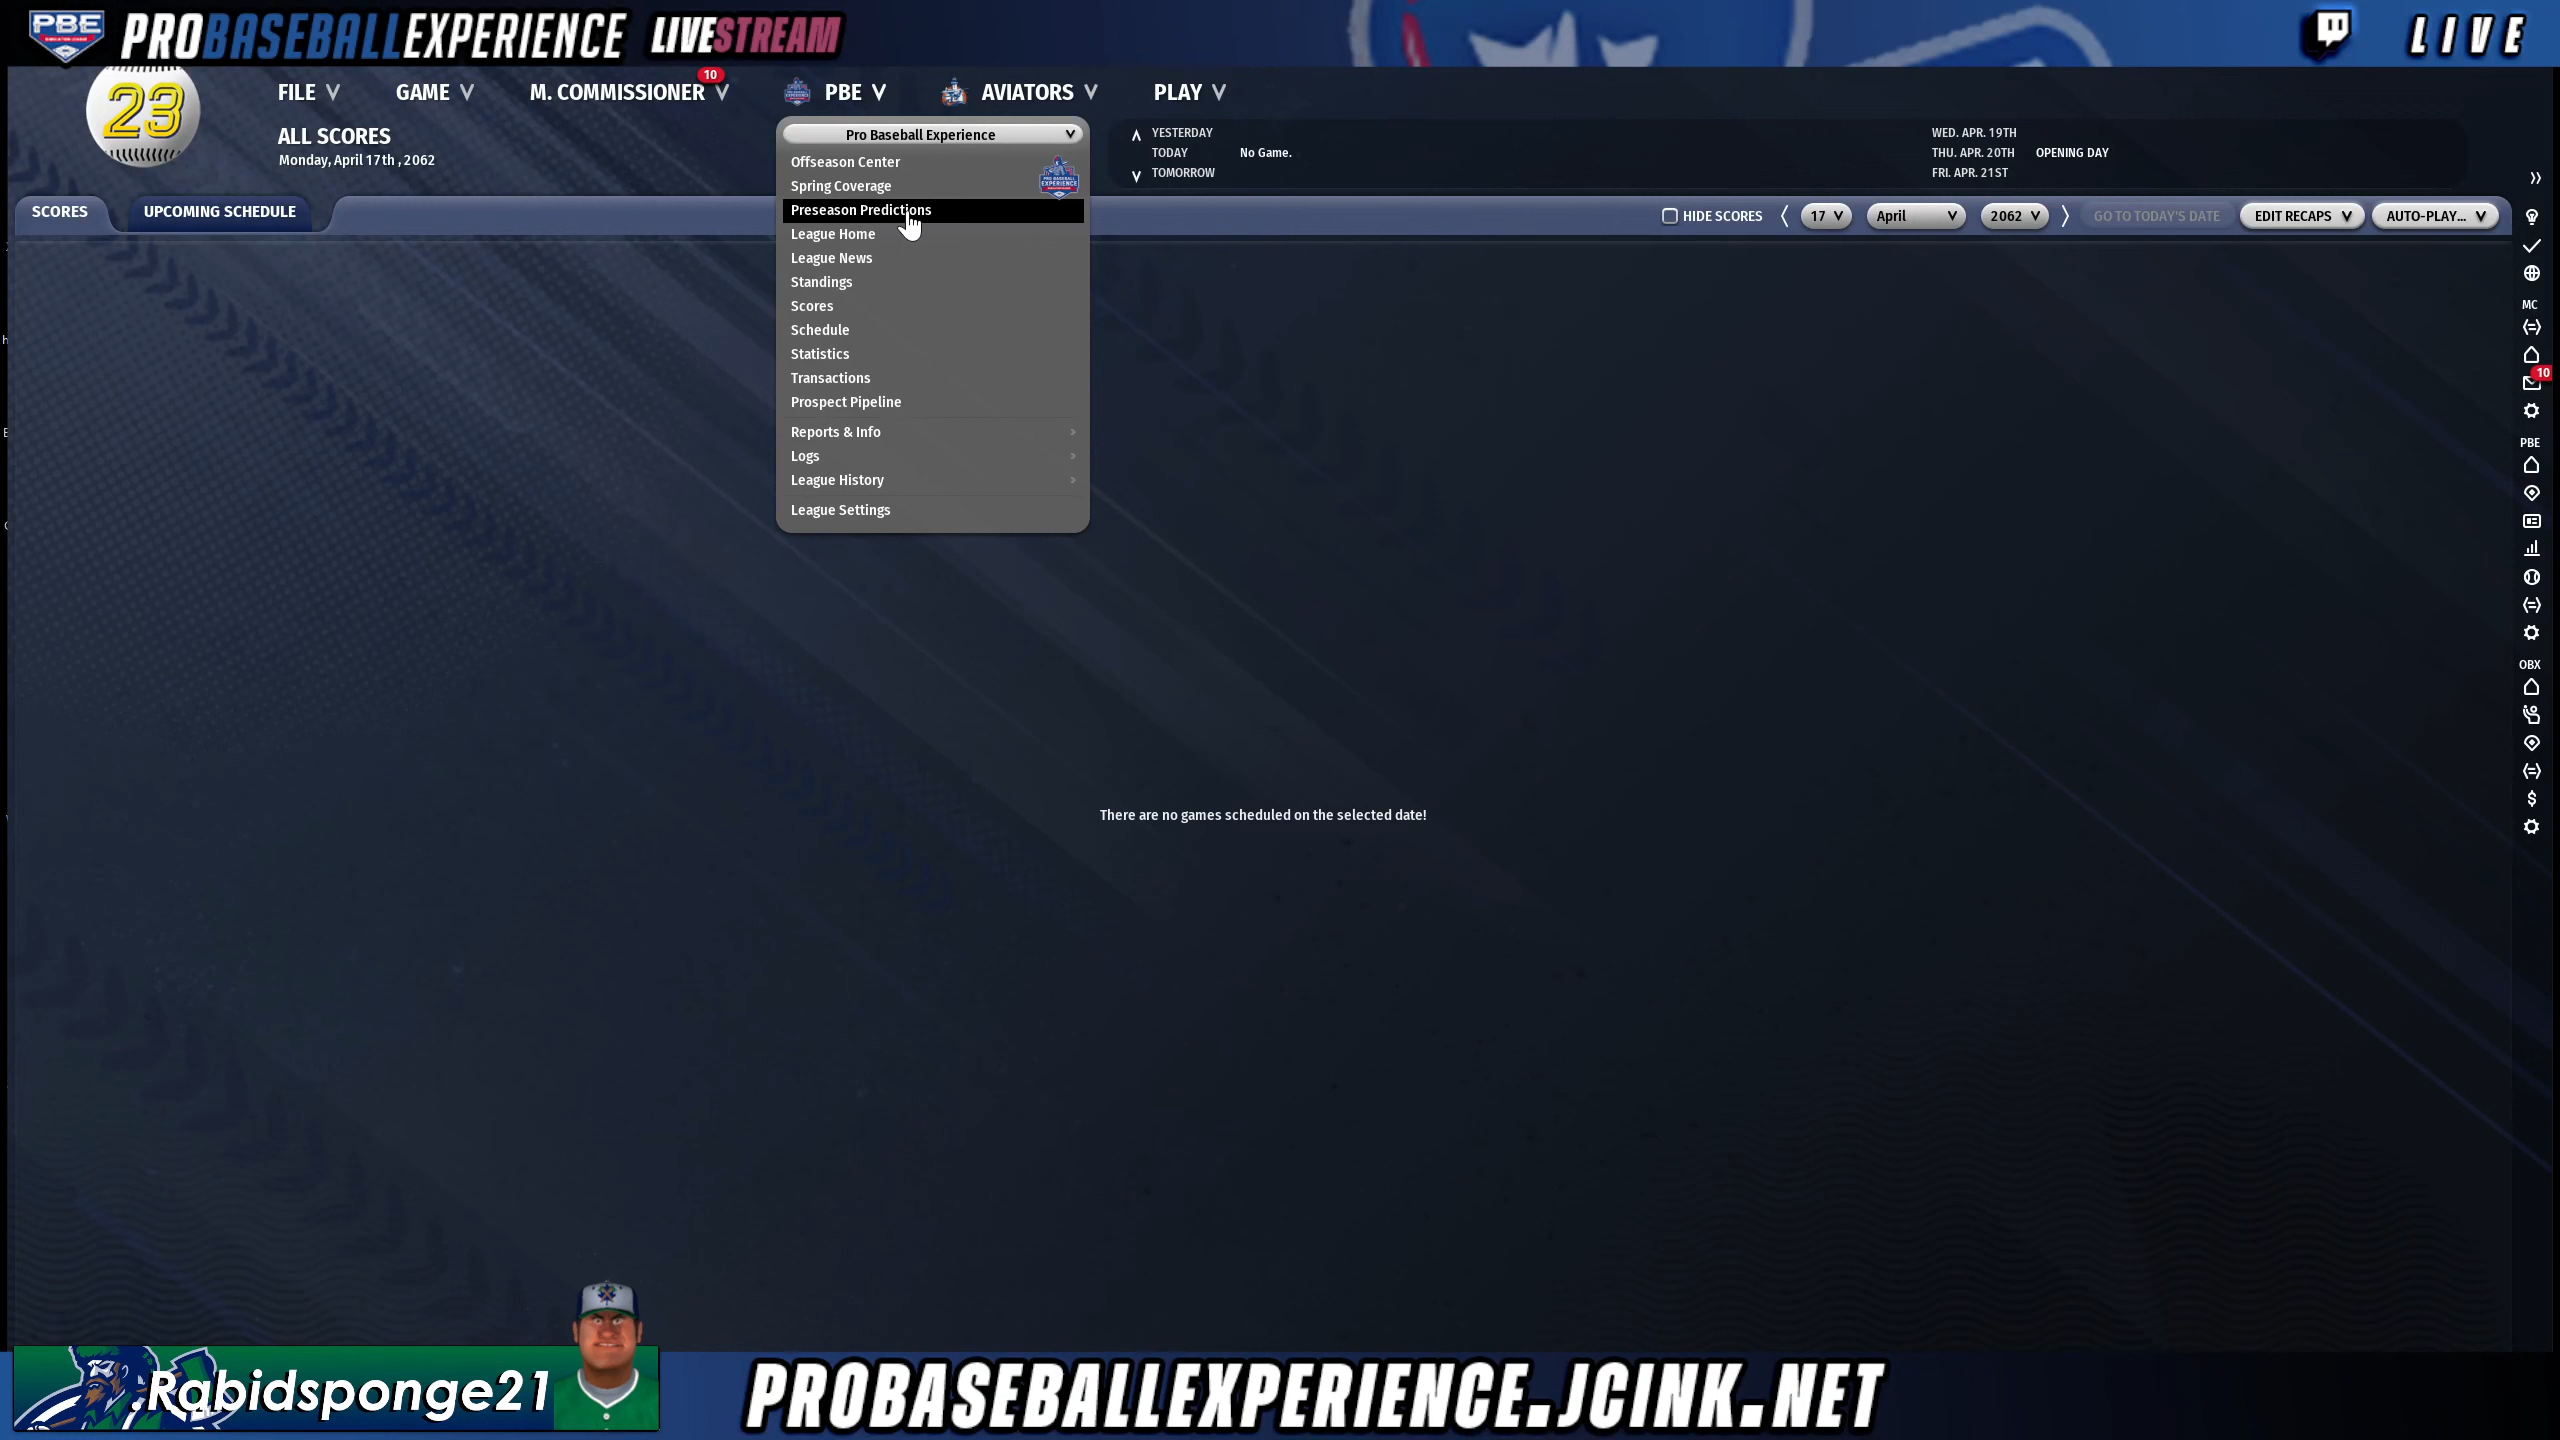 PBE
PROBASEBALLEXPERIENCE LIVESTREAM
LIVE
23
FILE
GAME
M. COMMISSIONER
10
PBE
AVIATORS
PLAY
ALL SCORES
Monday, April 17th , 2062
Pro Baseball Experience
Offseason Center
Spring Coverage
Preseason Predictions
League Home
League News
Standings
Scores
Schedule
Statistics
Transactions
Prospect Pipeline
Reports & Info
Logs
League History
League Settings
YESTERDAY
TODAY No Game.
TOMORROW
WED. APR. 19TH
THU. APR. 20TH OPENING DAY
FRI. APR. 21ST
SCORES
UPCOMING SCHEDULE
HIDE SCORES
17
April
2062
GO TO TODAY'S DATE
EDIT RECAPS
AUTO-PLAY...
MC
10
PBE
OBX
$
There are no games scheduled on the selected date!
.Rabidsponge21
PROBASEBALLEXPERIENCE.JCINK.NET